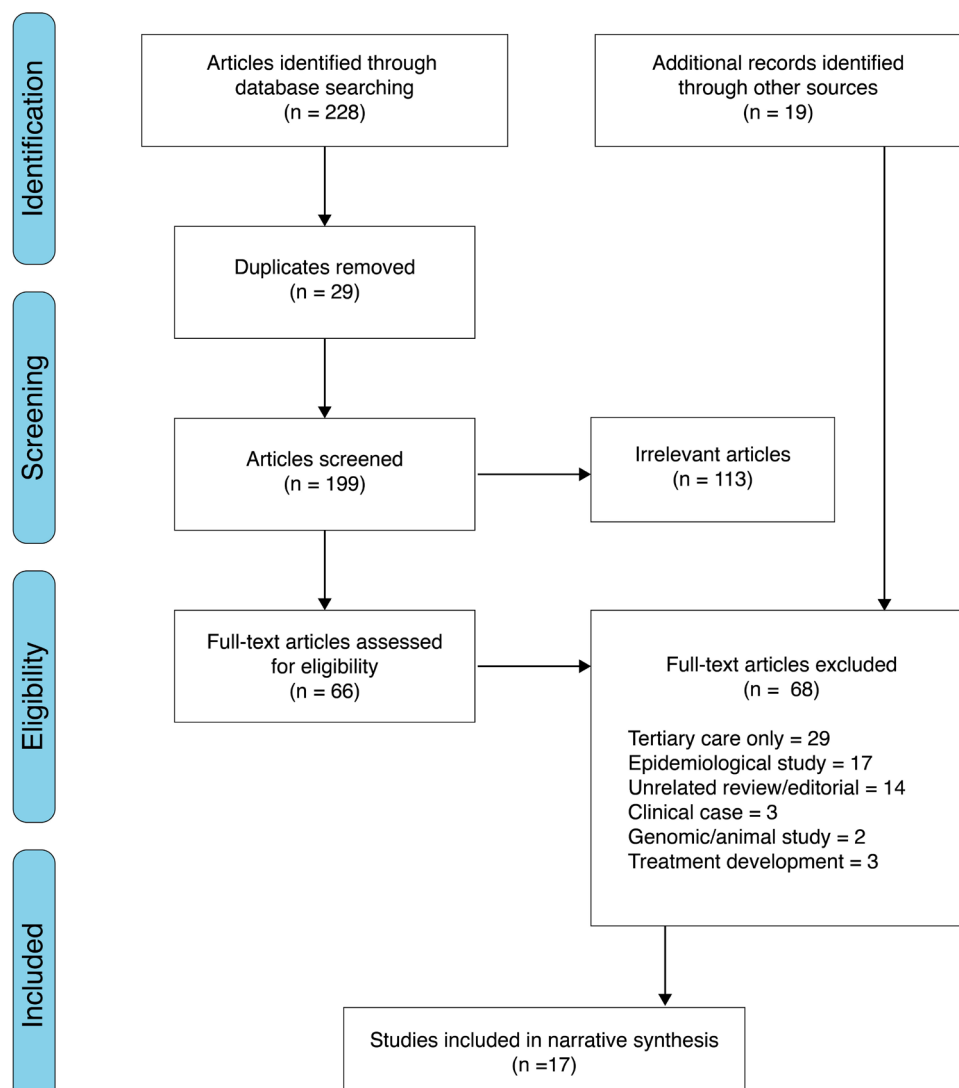 Identification
Articles identified through
database searching
(n = 228)
Additional records identified
through other sources
(n = 19)
Duplicates removed
(n = 29)
Screening
Articles screened
(n = 199)
Irrelevant articles
(n = 113)
Eligibility
Full-text articles assessed
for eligibility
(n = 66)
Full-text articles excluded
(n =  68)
Tertiary care only = 29
Epidemiological study = 17
Unrelated review/editorial = 14
Clinical case = 3
Genomic/animal study = 2
Treatment development = 3
Included
Studies included in narrative synthesis
(n =17)